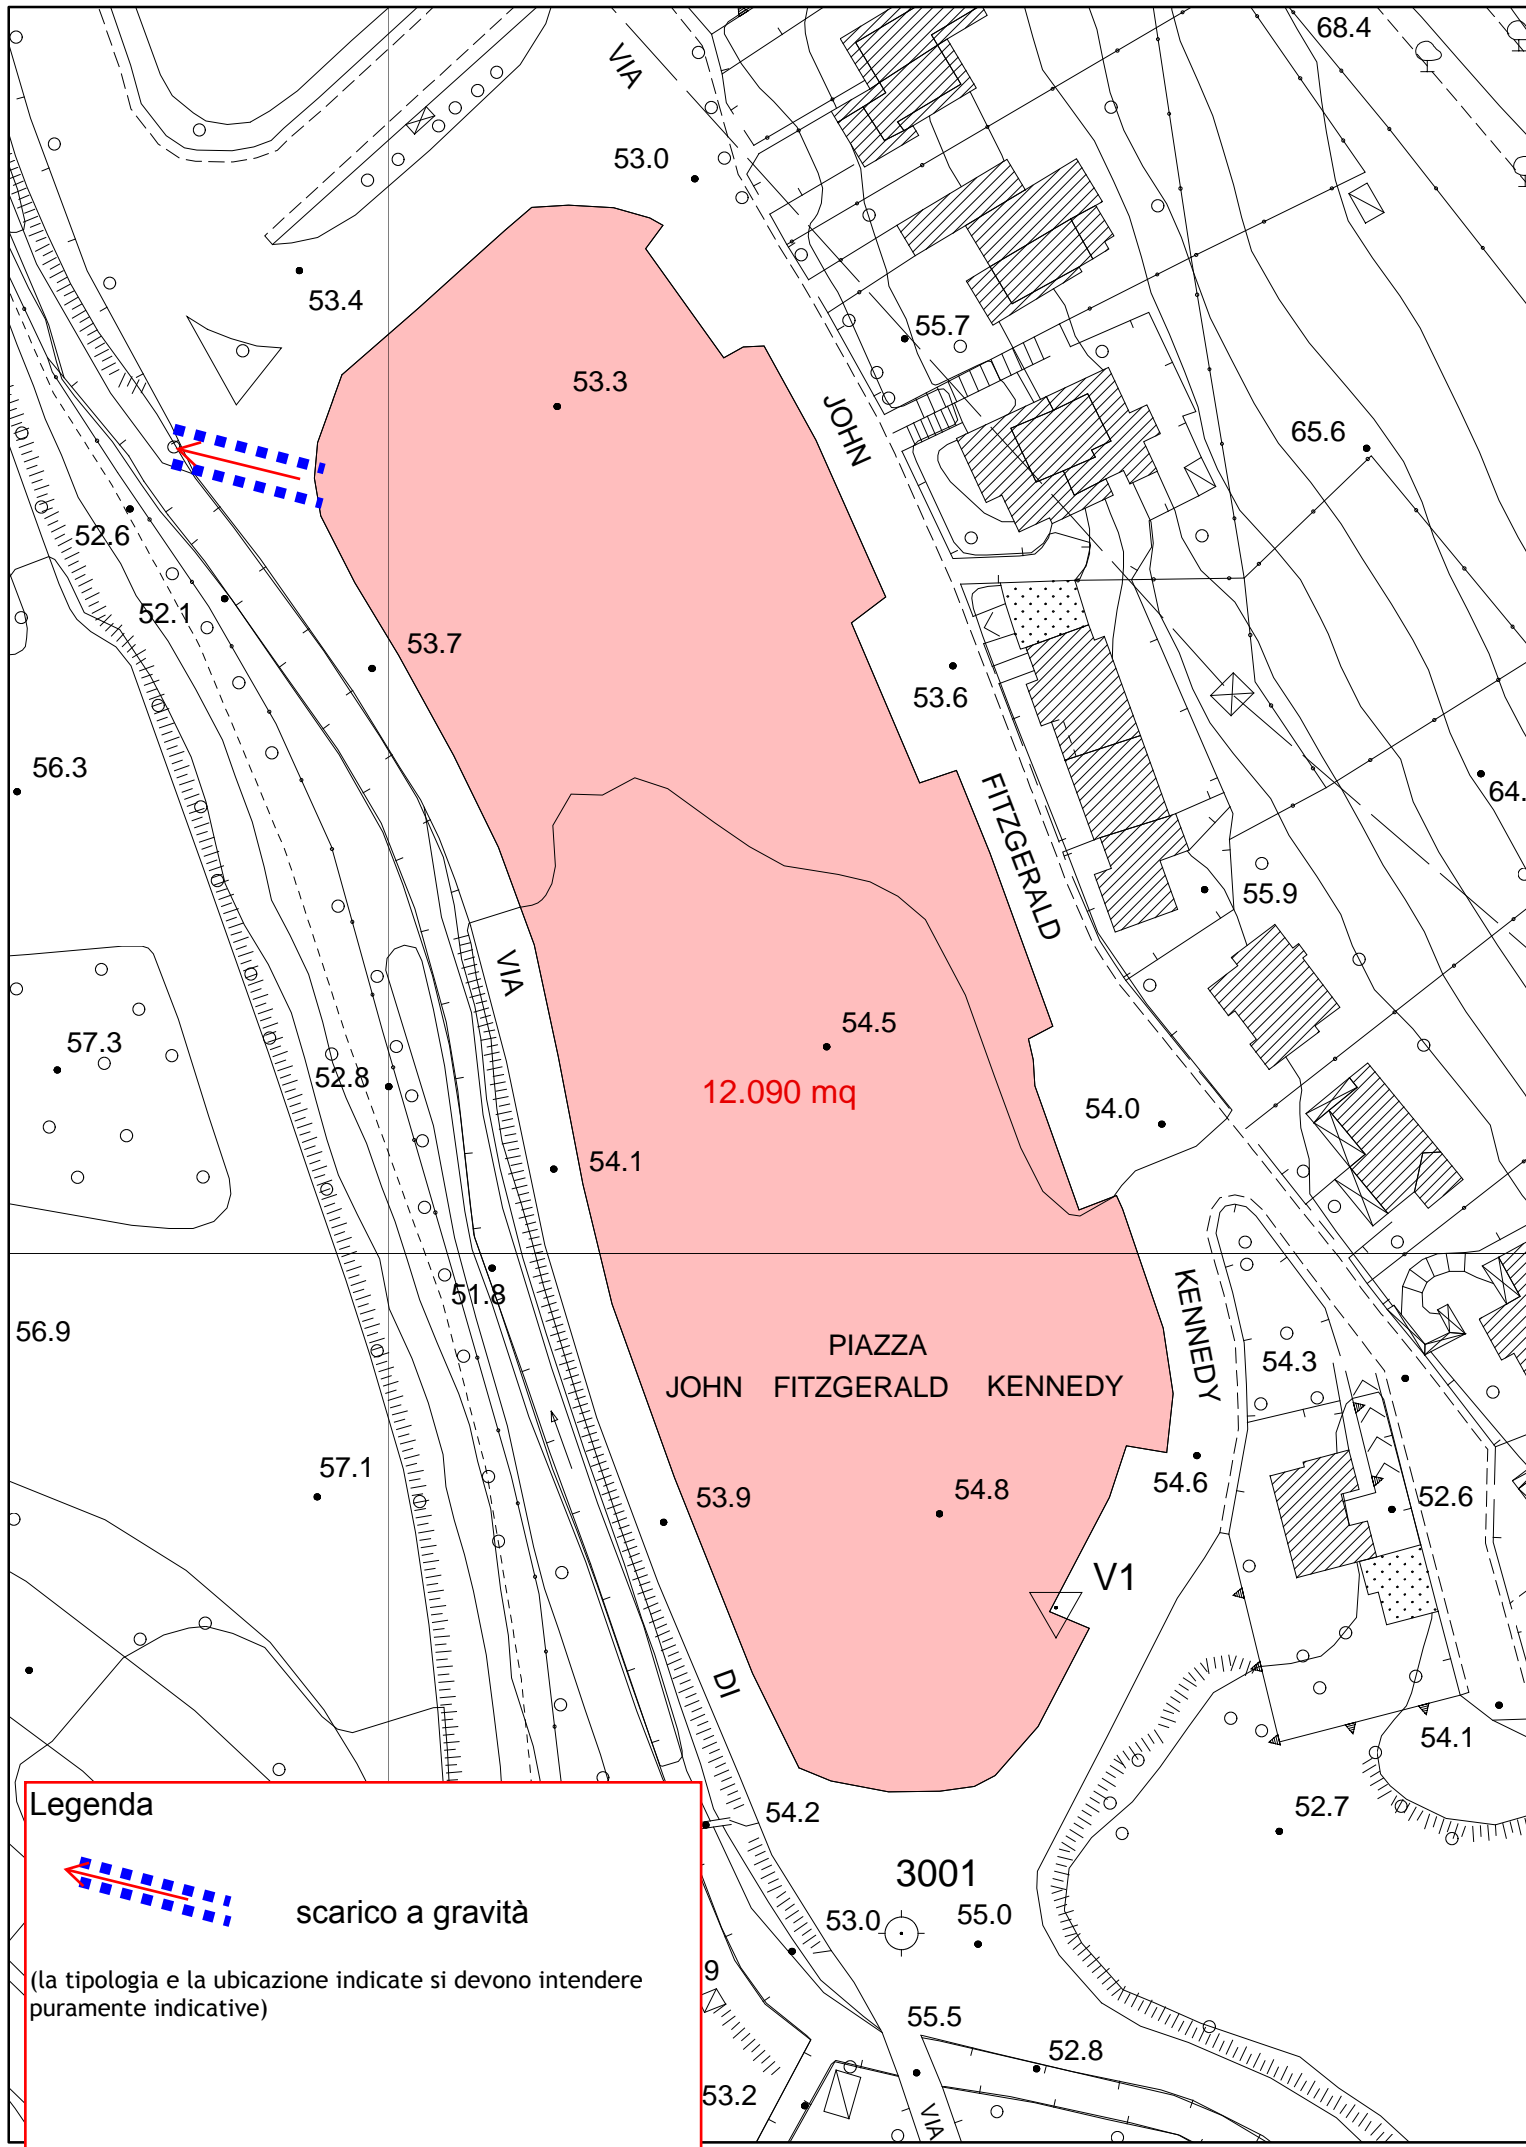 68.4
VIA
53.0
53.4
55.7
53.3
JOHN
65.6
52.6
52.1
53.7
53.6
56.3
FITZGERALD
64.
55.9
VIA
54.5
57.3
52.8
12.090 mq
54.0
54.1
KENNEDY
51.8
56.9
PIAZZA
54.3
JOHN FITZGERALD KENNEDY
57.1
53.9
54.8
54.6
52.6
V1
DI
54.1
Legenda
54.2
52.7
3001
scarico a gravità
53.0
55.0
(la tipologia e la ubicazione indicate si devono intendere
puramente indicative)
9
55.5
52.8
53.2
VIA